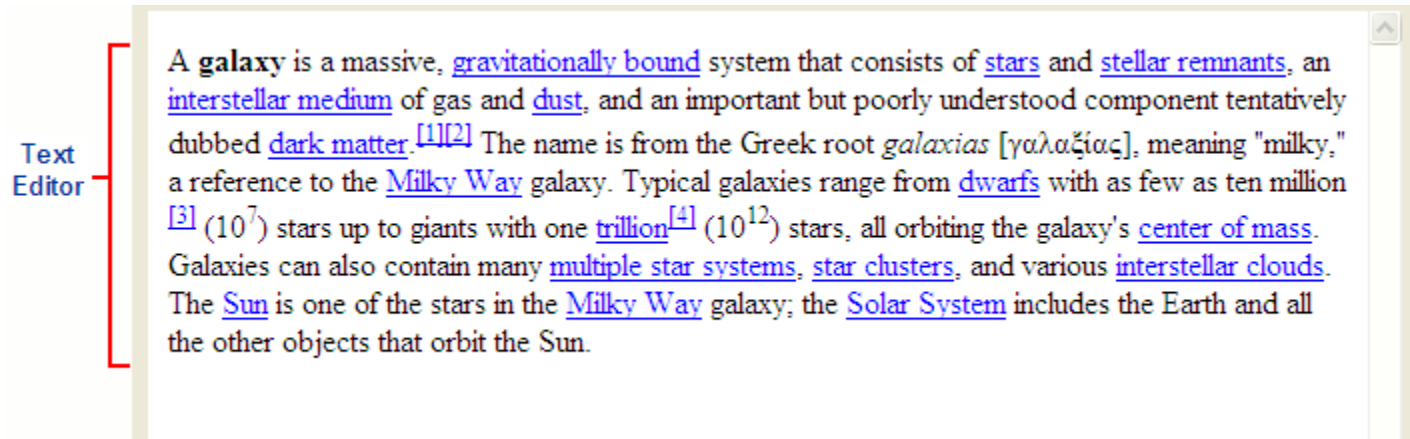 Text
Editor
A galaxy is a massive, gravitationally bound system that consists of stars and stellar remnants, an
interstellar medium of gas and dust, and an important but poorly understood component tentatively
dubbed dark matter.[1][2] The name is from the Greek root galaxias [γαλαξίας], meaning "milky,"
a reference to the Milky Way galaxy. Typical galaxies range from dwarfs with as few as ten million
[3] (10⁷) stars up to giants with one trillion[4] (10¹²) stars, all orbiting the galaxy's center of mass.
Galaxies can also contain many multiple star systems, star clusters, and various interstellar clouds.
The Sun is one of the stars in the Milky Way galaxy; the Solar System includes the Earth and all
the other objects that orbit the Sun.